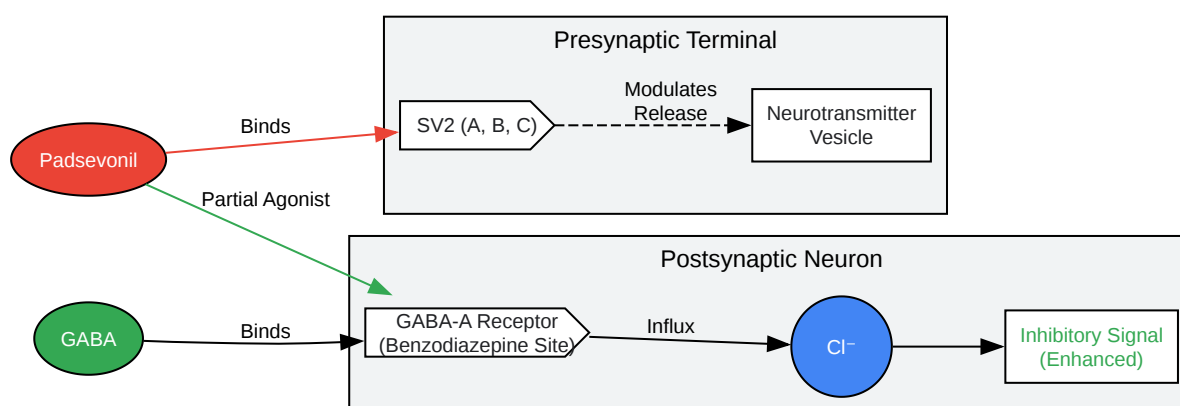 Presynaptic Terminal
Modulates
Release
Binds
SV2 (A, B, C)
Neurotransmitter
Vesicle
Padsevonil
Partial Agonist
Postsynaptic Neuron
GABA
Binds
GABA-A Receptor
(Benzodiazepine Site)
Influx
Cl⁻
Inhibitory Signal
(Enhanced)